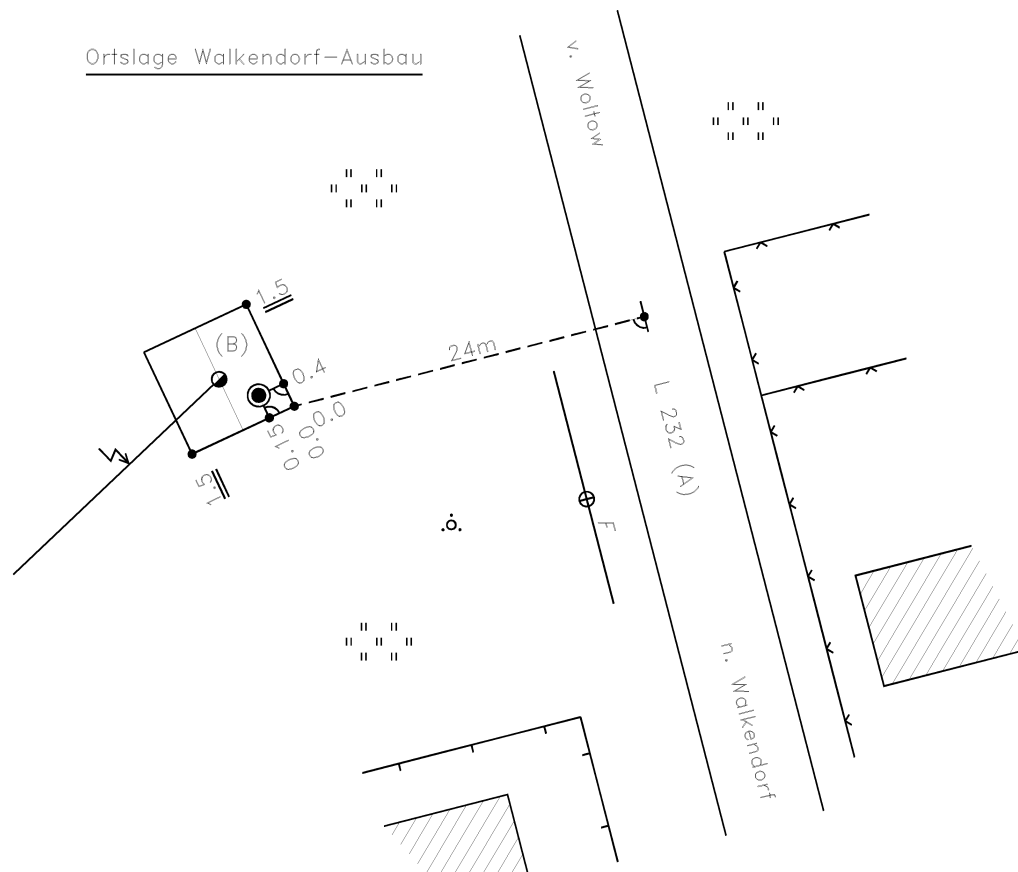 Ortslage Walkendorf-Ausbau
v. Woltow
1.5
(B)
24m
0.4
0.0
0.0
0.15
1.5
L 232 (A)
F
n. Walkendorf